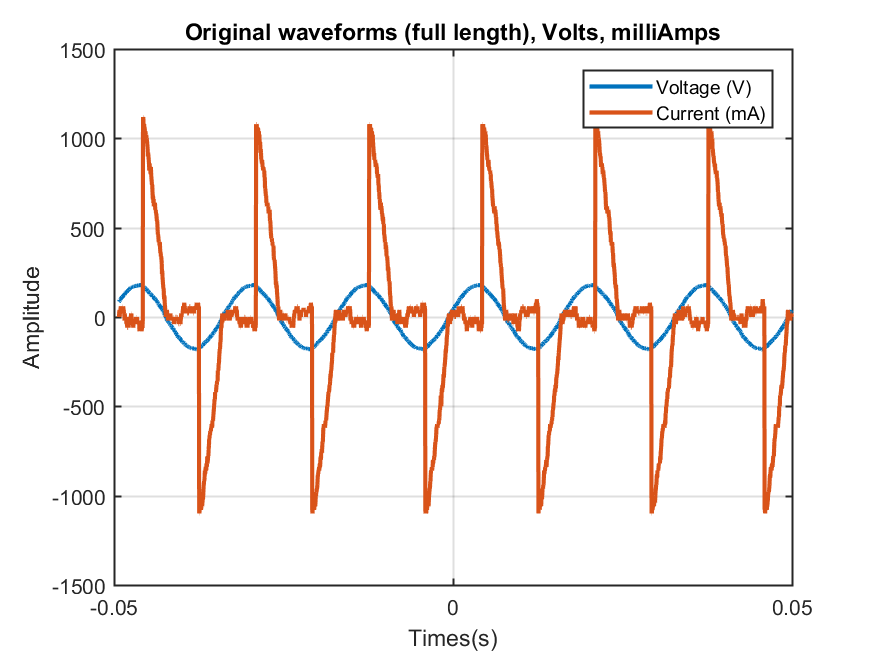 Original waveforms (full length), Volts, milliAmps
1500
1000
500
0
-500
-1000
-1500
-0.05
0
0.05
Amplitude
Times(s)
Voltage (V)
Current (mA)